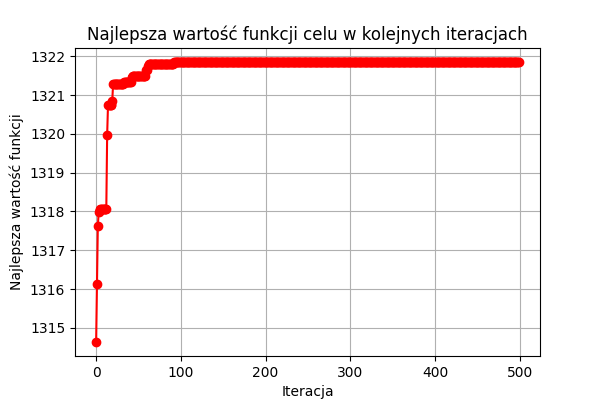 Najlepsza wartość funkcji celu w kolejnych iteracjach
1322
1321
1320
1319
1318
1317
1316
1315
Najlepsza wartość funkcji
0 100 200 300 400 500
Iteracja